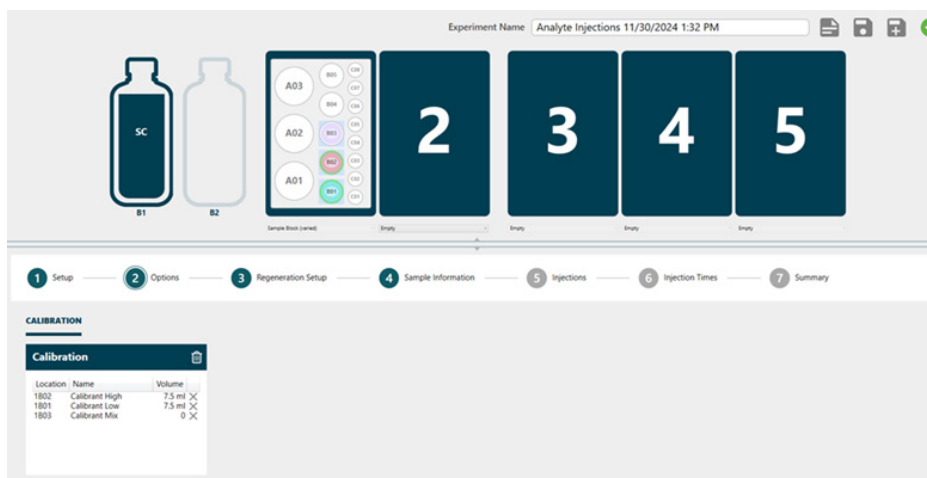 Experiment Name Analyte Injections 11/30/2024 1:32 PM
SC
B1
B2
A03
A02
A01
B05
B04
B03
B02
B01
C08
C07
C06
C05
C04
C03
C02
C01
2
3
4
5
Sample Block (varied)
Empty
Empty
Empty
Empty
1 Setup
2 Options
3 Regeneration Setup
4 Sample Information
5 Injections
6 Injection Times
7 Summary
CALIBRATION
Calibration
Location Name Volume
1B02 Calibrant High 7.5 ml
1B01 Calibrant Low 7.5 ml
1B03 Calibrant Mix 0